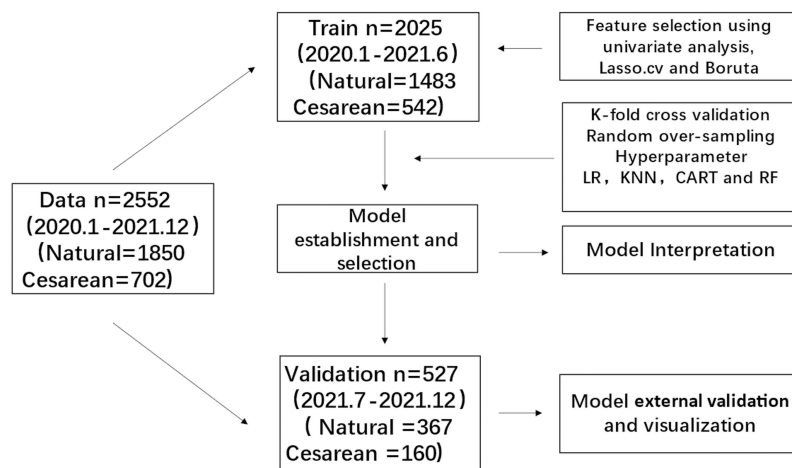 Data n=2552
(2020.1-2021.12)
(Natural=1850
Cesarean=702)
Train n=2025
(2020.1-2021.6)
(Natural=1483
Cesarean=542)
Feature selection using
univariate analysis,
Lasso.cv and Boruta
K-fold cross validation
Random over-sampling
Hyperparameter
LR，KNN，CART and RF
Model
establishment and
selection
Model Interpretation
Validation n=527
(2021.7-2021.12)
( Natural =367
Cesarean=160)
Model external validation
and visualization